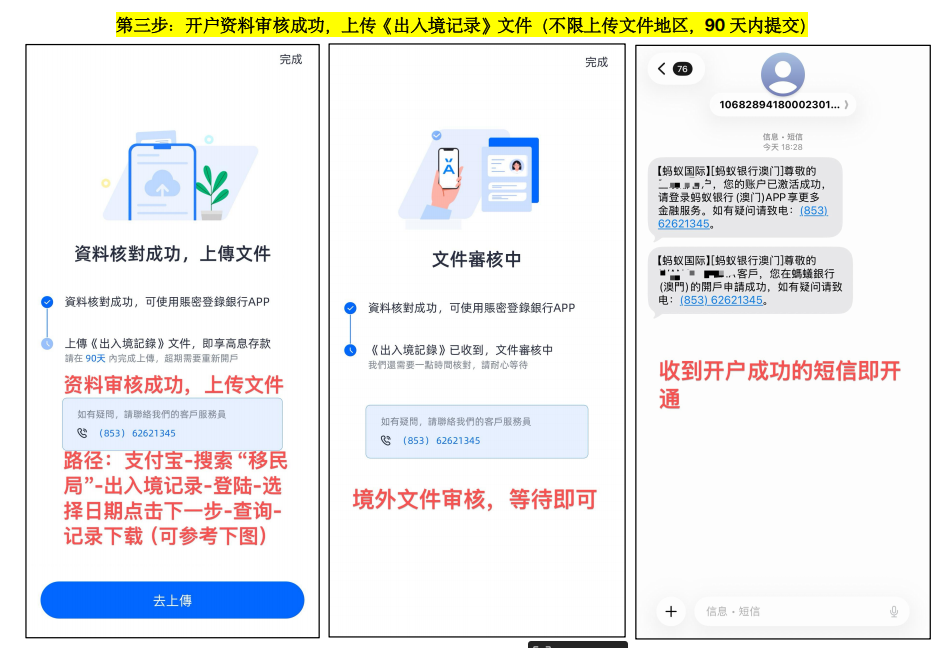 第三步：开户资料审核成功，上传《出入境记录》文件（不限上传文件地区，90 天内提交）
完成
資料核對成功，上傳文件
資料核對成功，可使用賬密登錄銀行APP
上傳《出入境記錄》文件，即享高息存款
請在 90天 內完成上傳，超期需要重新開戶
资料审核成功，上传文件
如有疑問，請聯絡我們的客戶服務員
（853）62621345
路径：支付宝-搜索“移民
局”-出入境记录-登陆-选
择日期点击下一步-查询-
记录下载（可参考下图）
去上傳
完成
文件審核中
資料核對成功，可使用賬密登錄銀行APP
《出入境記錄》已收到，文件審核中
我們還需要一點時間核對，請耐心等待
如有疑問，請聯絡我們的客戶服務員
（853）62621345
境外文件审核，等待即可
76
10682894180002301...
信息・短信
今天 18:28
【蚂蚁国际】[蚂蚁银行澳门]尊敬的
户，您的账户已激活成功，
请登录蚂蚁银行 (澳门)APP享更多
金融服务。如有疑问请致电：(853)
62621345。
【蚂蚁国际】[蚂蚁银行澳门]尊敬的
客戶，您在螞蟻銀行
(澳門) 的開戶申請成功，如有疑问请致
电：(853) 62621345。
收到开户成功的短信即开
通
信息・短信